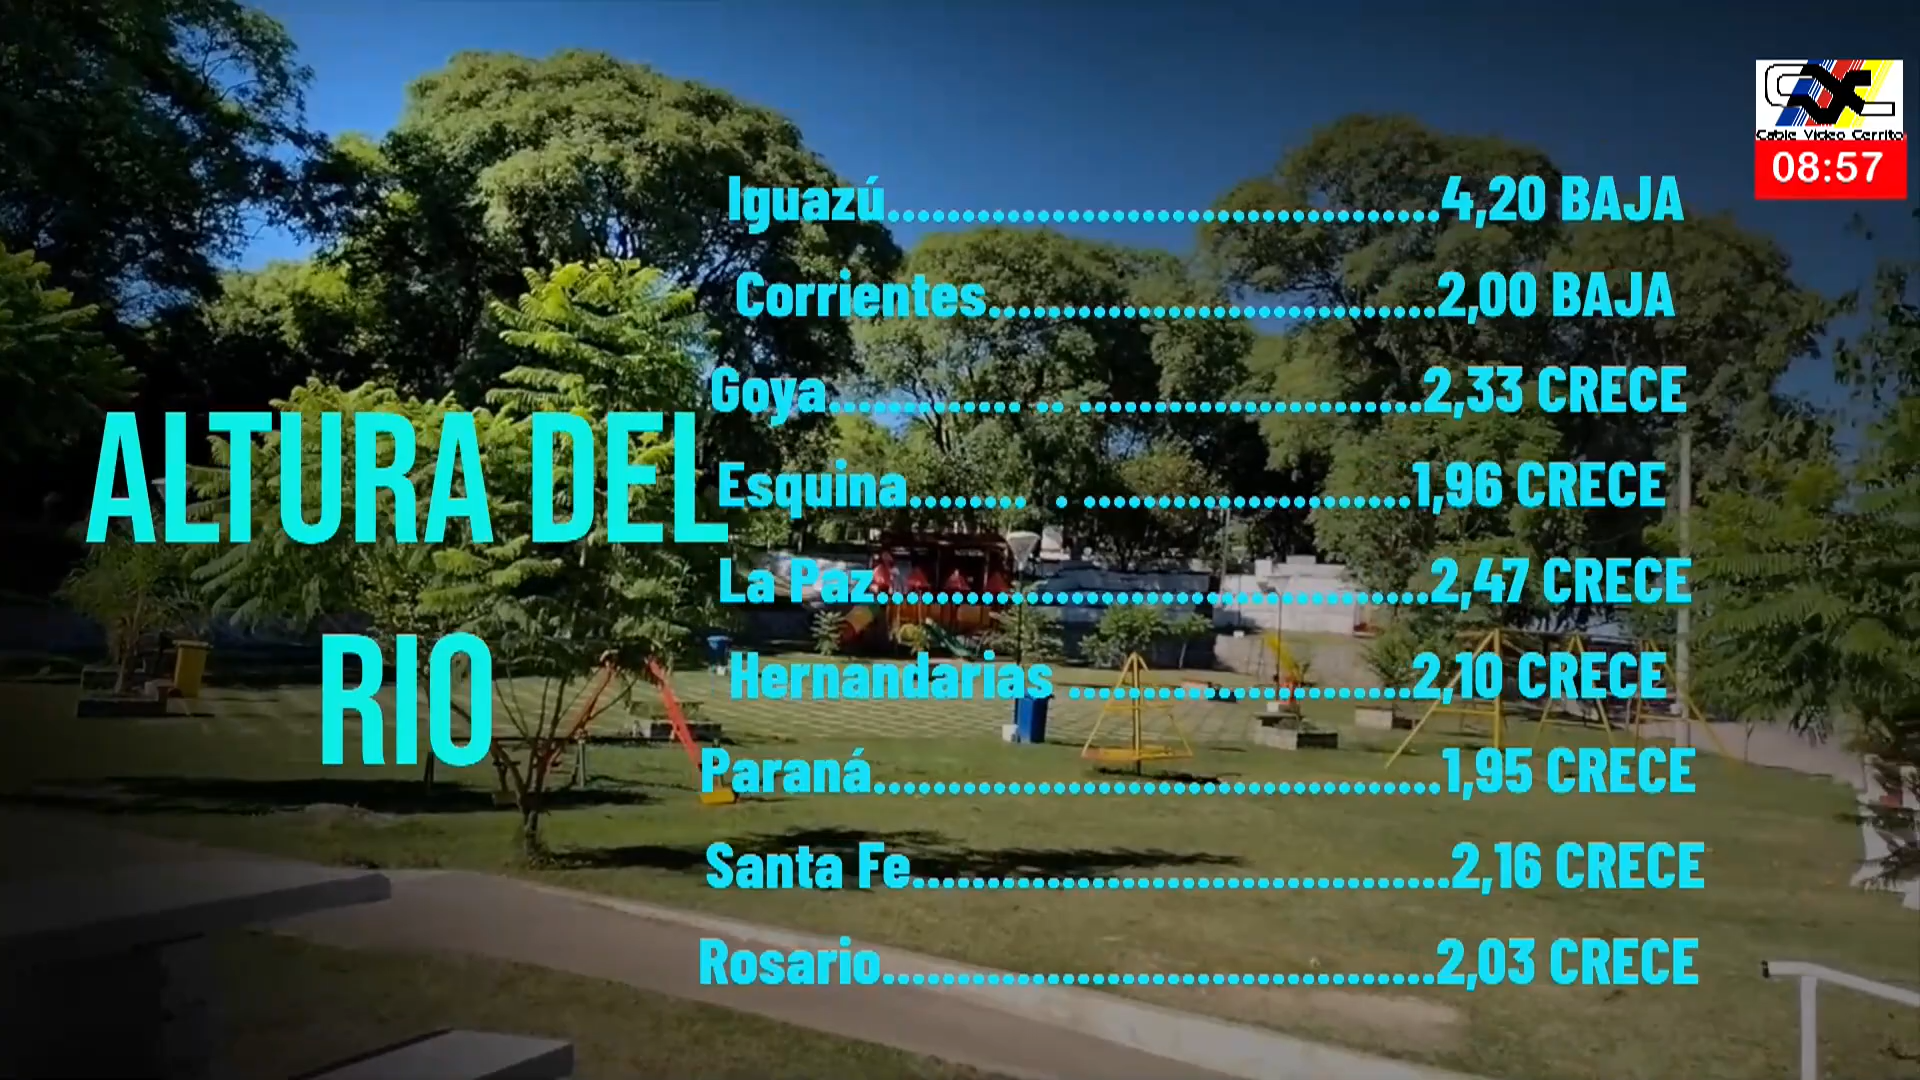 Cable Video Cerrito
08:57
ALTURA DEL
RIO
Iguazú.....................................4,20 BAJA
Corrientes..............................2,00 BAJA
Goya............. .. .......................2,33 CRECE
Esquina........ . ......................1,96 CRECE
La Paz.....................................2,47 CRECE
Hernandarias .......................2,10 CRECE
Paraná......................................1,95 CRECE
Santa Fe....................................2,16 CRECE
Rosario.....................................2,03 CRECE